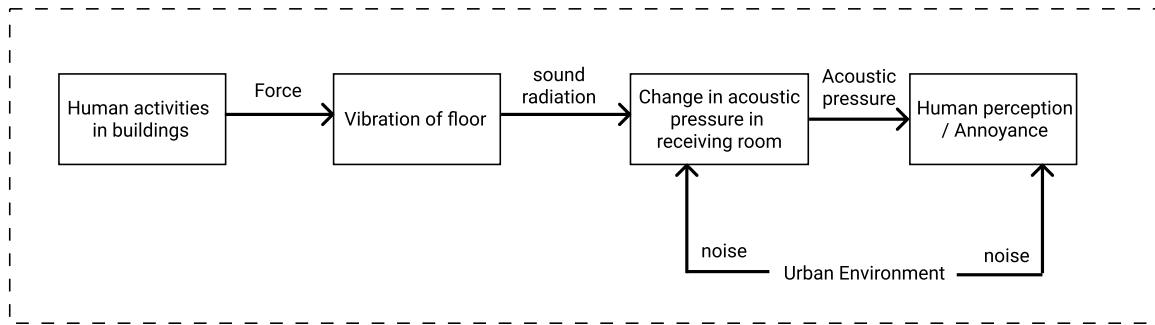 Human activities
in buildings
Force
Vibration of floor
sound
radiation
Change in acoustic
pressure in
receiving room
Acoustic
pressure
Human perception
/ Annoyance
noise
Urban Environment
noise